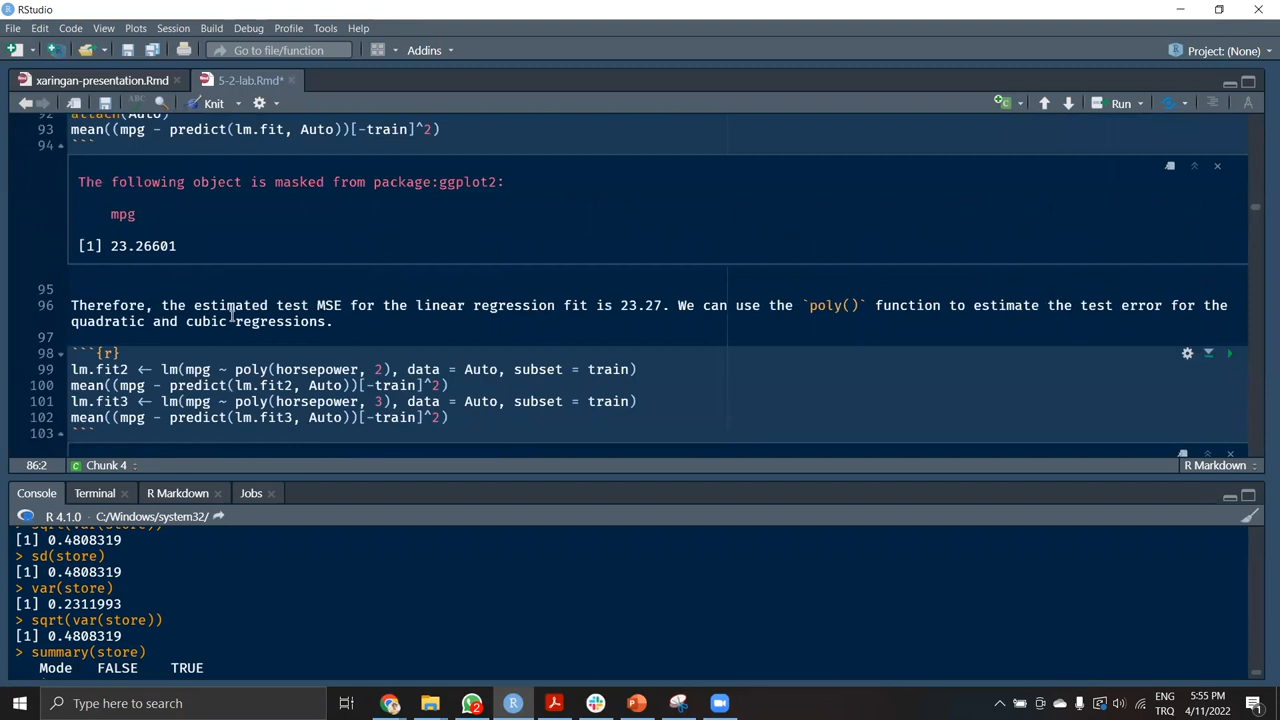 RStudio
File Edit Code View Plots Session Build Debug Profile Tools Help
Go to file/function Addins Project: (None)
xaringan-presentation.Rmd 5-2-lab.Rmd*
ABC Knit Run
92 attach(Auto)
93 mean((mpg - predict(lm.fit, Auto))[-train]^2)
94 ```
The following object is masked from package:ggplot2:
mpg
[1] 23.26601
95
96 Therefore, the estimated test MSE for the linear regression fit is 23.27. We can use the `poly()` function to estimate the test error for the
quadratic and cubic regressions.
97
98 ```{r}
99 lm.fit2 ← lm(mpg ~ poly(horsepower, 2), data = Auto, subset = train)
100 mean((mpg - predict(lm.fit2, Auto))[-train]^2)
101 lm.fit3 ← lm(mpg ~ poly(horsepower, 3), data = Auto, subset = train)
102 mean((mpg - predict(lm.fit3, Auto))[-train]^2)
103 ```
86:2 Chunk 4 R Markdown
Console Terminal R Markdown Jobs
R 4.1.0 · C:/Windows/system32/
> sqrt(var(store))
[1] 0.4808319
> sd(store)
[1] 0.4808319
> var(store)
[1] 0.2311993
> sqrt(var(store))
[1] 0.4808319
> summary(store)
Mode FALSE TRUE
Type here to search
ENG 5:55 PM
TRQ 4/11/2022